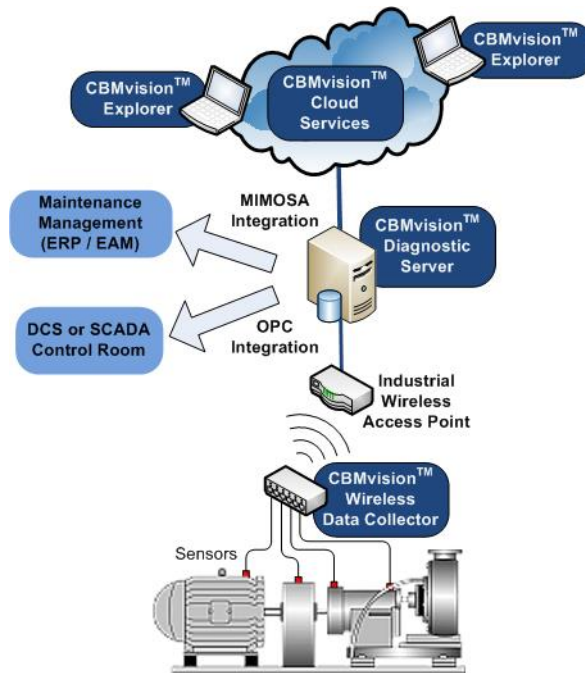 CBMvision™
Explorer
CBMvision™
Explorer
CBMvision™
Cloud
Services
MIMOSA
Integration
Maintenance
Management
(ERP / EAM)
CBMvision™
Diagnostic
Server
DCS or SCADA
Control Room
OPC
Integration
Industrial
Wireless
Access Point
CBMvision™
Wireless
Data Collector
Sensors